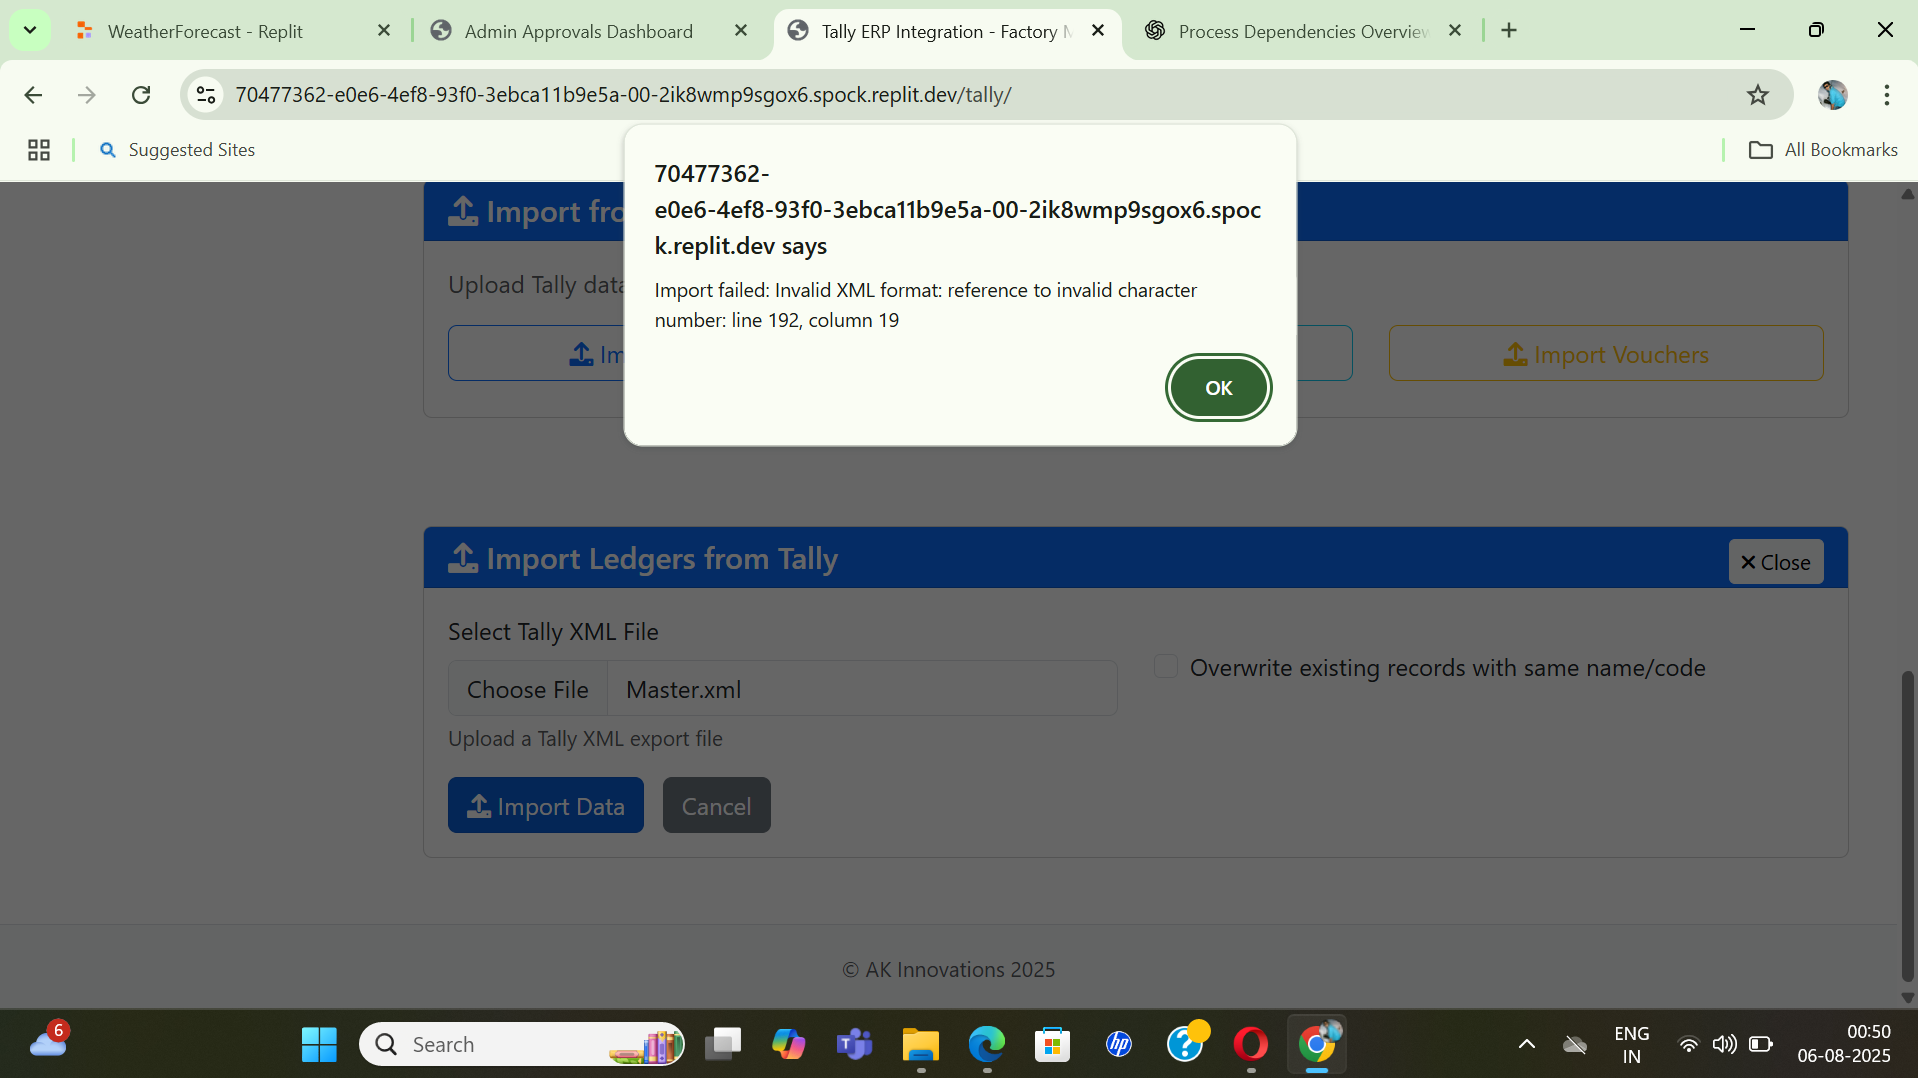 WeatherForecast - Replit
Admin Approvals Dashboard
Tally ERP Integration - Factory M
Process Dependencies Overview
70477362-e0e6-4ef8-93f0-3ebca11b9e5a-00-2ik8wmp9sgox6.spock.replit.dev/tally/
Suggested Sites
All Bookmarks
70477362-
e0e6-4ef8-93f0-3ebca11b9e5a-00-2ik8wmp9sgox6.spoc
k.replit.dev says
Import failed: Invalid XML format: reference to invalid character
number: line 192, column 19
OK
Import fro
Upload Tally data
Im
Import Vouchers
Import Ledgers from Tally
Close
Select Tally XML File
Choose File
Master.xml
Overwrite existing records with same name/code
Upload a Tally XML export file
Import Data
Cancel
© AK Innovations 2025
6
Search
T
hp
?
ENG
IN
00:50
06-08-2025